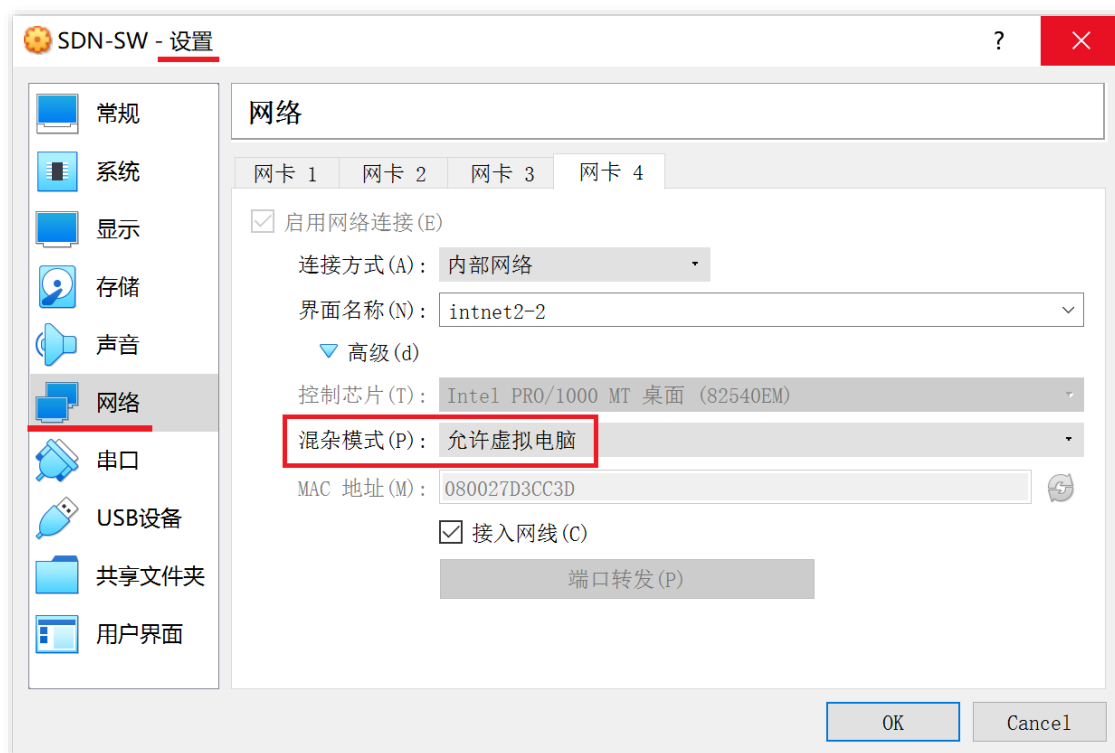 SDN-SW - 设置
?
常规
系统
显示
存储
声音
网络
串口
USB设备
共享文件夹
用户界面
网络
网卡 1
网卡 2
网卡 3
网卡 4
启用网络连接(E)
连接方式(A): 内部网络
界面名称(N): intnet2-2
高级(d)
控制芯片(T): Intel PRO/1000 MT 桌面 (82540EM)
混杂模式(P): 允许虚拟电脑
MAC 地址(M): 080027D3CC3D
接入网线(C)
端口转发(P)
OK
Cancel